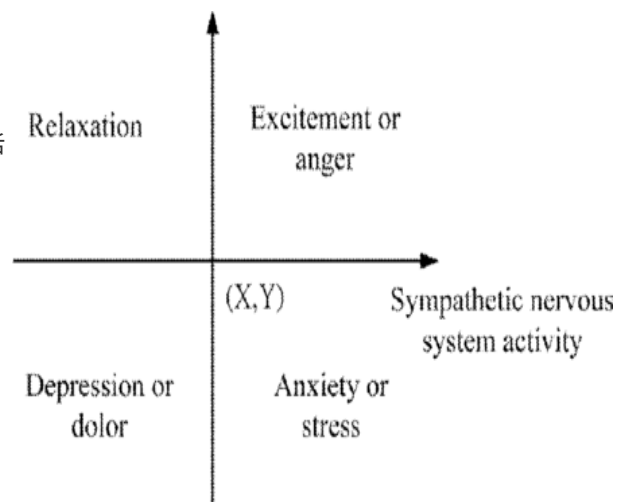 Relaxation
Excitement or
anger
(X,Y)
Sympathetic nervous
system activity
Depression or
dolor
Anxiety or
stress